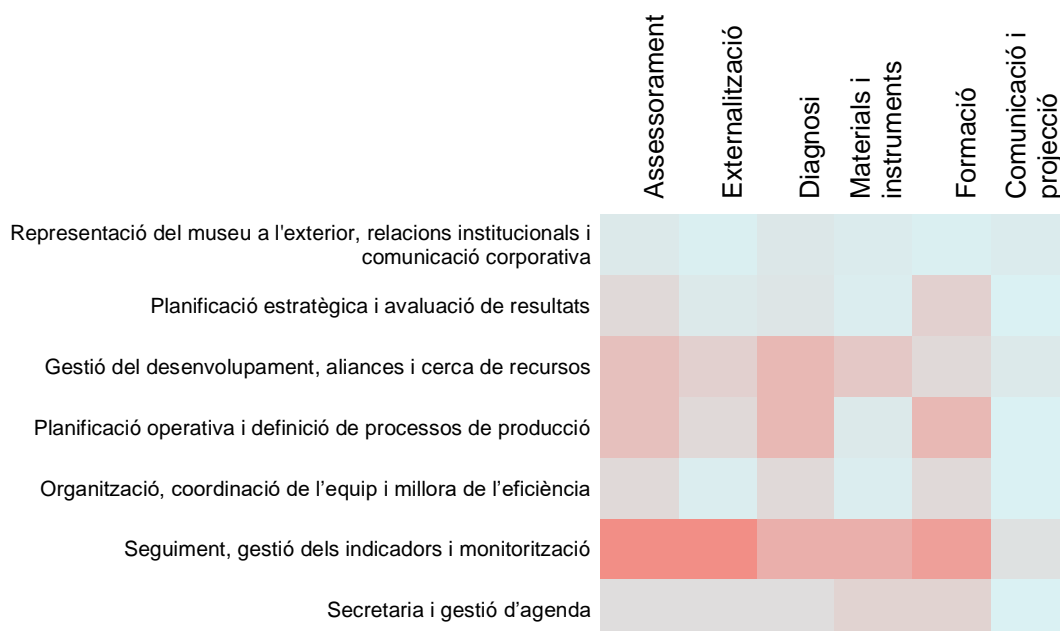 Assessorament
Externalització
Diagnosi
Materials i
instruments
Formació
Comunicació i
projecció
Representació del museu a l'exterior, relacions institucionals i
comunicació corporativa
Planificació estratègica i avaluació de resultats
Gestió del desenvolupament, aliances i cerca de recursos
Planificació operativa i definició de processos de producció
Organització, coordinació de l’equip i millora de l’eficiència
Seguiment, gestió dels indicadors i monitorització
Secretaria i gestió d’agenda